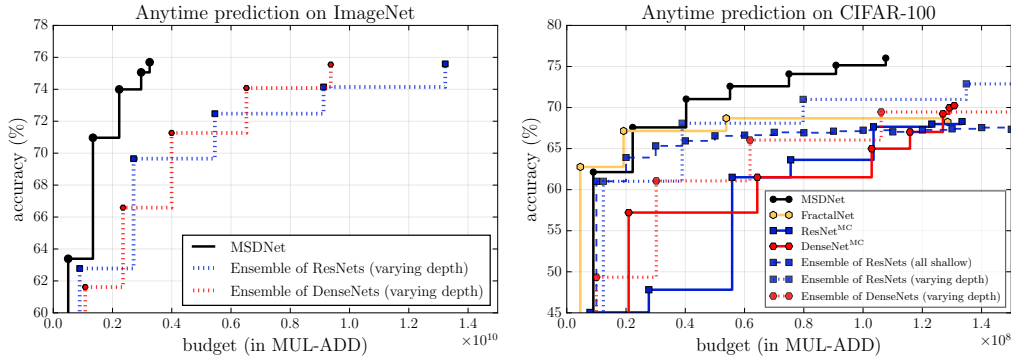 Anytime prediction on ImageNet
accuracy (%)
78
76
74
72
70
68
66
64
62
60
MSDNet
Ensemble of ResNets (varying depth)
Ensemble of DenseNets (varying depth)
0.0 0.2 0.4 0.6 0.8 1.0 1.2 1.4
×10^10
budget (in MUL-ADD)
Anytime prediction on CIFAR-100
accuracy (%)
80
75
70
65
60
55
50
45
MSDNet
FractalNet
ResNet^MC
DenseNet^MC
Ensemble of ResNets (all shallow)
Ensemble of ResNets (varying depth)
Ensemble of DenseNets (varying depth)
0.0 0.2 0.4 0.6 0.8 1.0 1.2 1.4
×10^8
budget (in MUL-ADD)